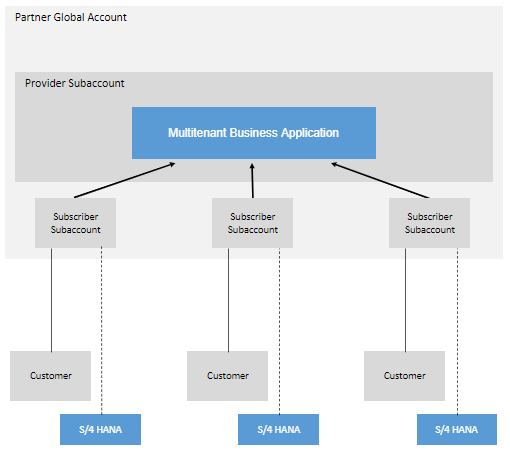 Partner Global Account
Provider Subaccount
Multitenant Business Application
Subscriber
Subaccount
Subscriber
Subaccount
Subscriber
Subaccount
Customer
Customer
Customer
S/4 HANA
S/4 HANA
S/4 HANA